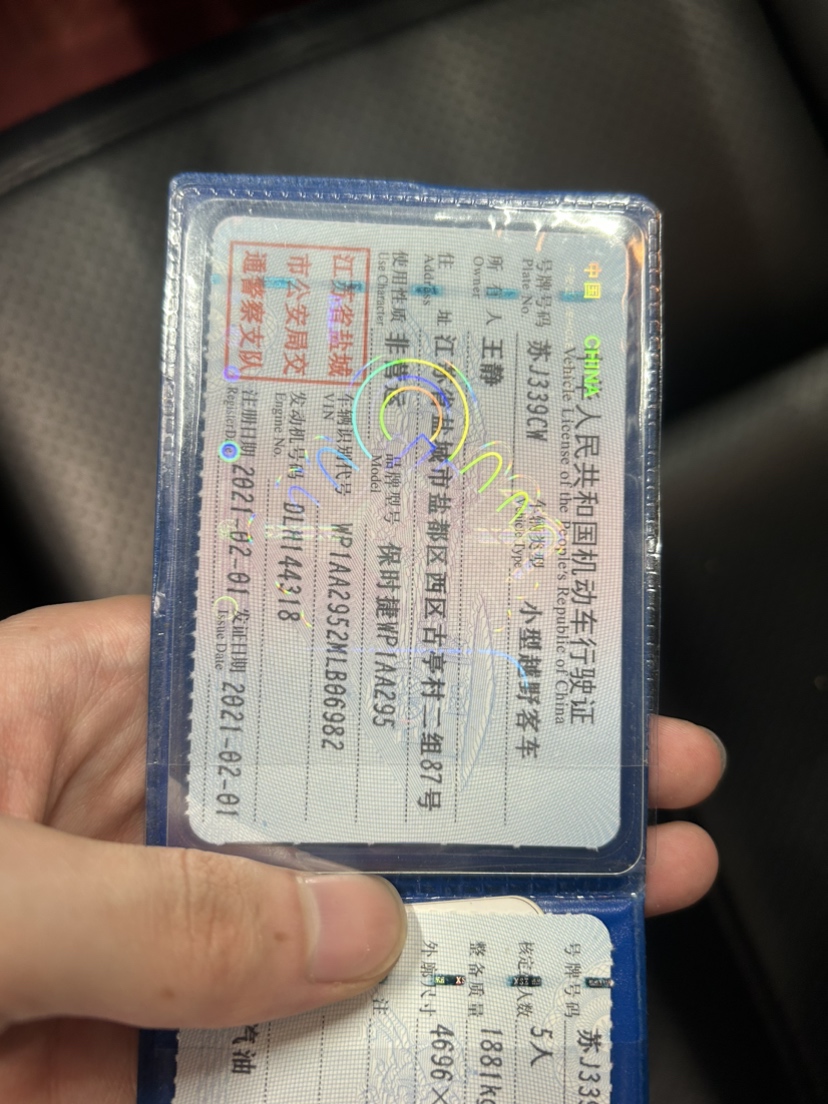 中国 CHINA
中华人民共和国机动车行驶证
Vehicle License of the People's Republic of China
号牌号码 苏J339CW 车辆类型 小型越野客车
Plate No. Vehicle Type
所有人 王静
Owner
住址 江苏省盐城市盐都区西区古亭村二组87号
Address
使用性质 非营运 品牌型号 保时捷WP1AA295
Use Character Model
车辆识别代号 WP1AA2952MLB06982
VIN
发动机号码 DLH144318
Engine No.
注册日期 2021-02-01 发证日期 2021-02-01
Register Date Issue Date
江苏省盐城
市公安局交
通警察支队
号牌号码 苏J339
核定载人数 5人
整备质量 1881kg
外廓尺寸 4696×
注
汽油